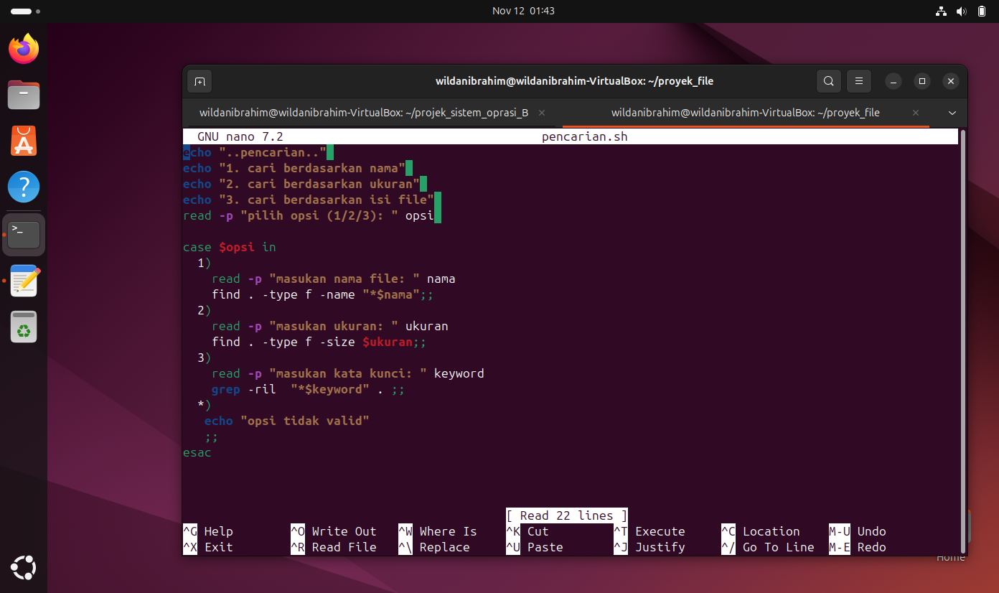 Nov 12 01:43
wildanibrahim@wildanibrahim-VirtualBox: ~/proyek_file
wildanibrahim@wildanibrahim-VirtualBox: ~/projek_sistem_oprasi_B
wildanibrahim@wildanibrahim-VirtualBox: ~/proyek_file
GNU nano 7.2 pencarian.sh
echo "..pencarian.."
echo "1. cari berdasarkan nama"
echo "2. cari berdasarkan ukuran"
echo "3. cari berdasarkan isi file"
read -p "pilih opsi (1/2/3): " opsi
case $opsi in
  1)
    read -p "masukan nama file: " nama
    find . -type f -name "*$nama";;
  2)
    read -p "masukan ukuran: " ukuran
    find . -type f -size $ukuran;;
  3)
    read -p "masukan kata kunci: " keyword
    grep -ril  "*$keyword" . ;;
  *)
   echo "opsi tidak valid"
   ;;
esac
[ Read 22 lines ]
^G Help ^O Write Out ^W Where Is ^K Cut ^T Execute ^C Location M-U Undo
^X Exit ^R Read File ^\ Replace ^U Paste ^J Justify ^/ Go To Line M-E Redo
Home